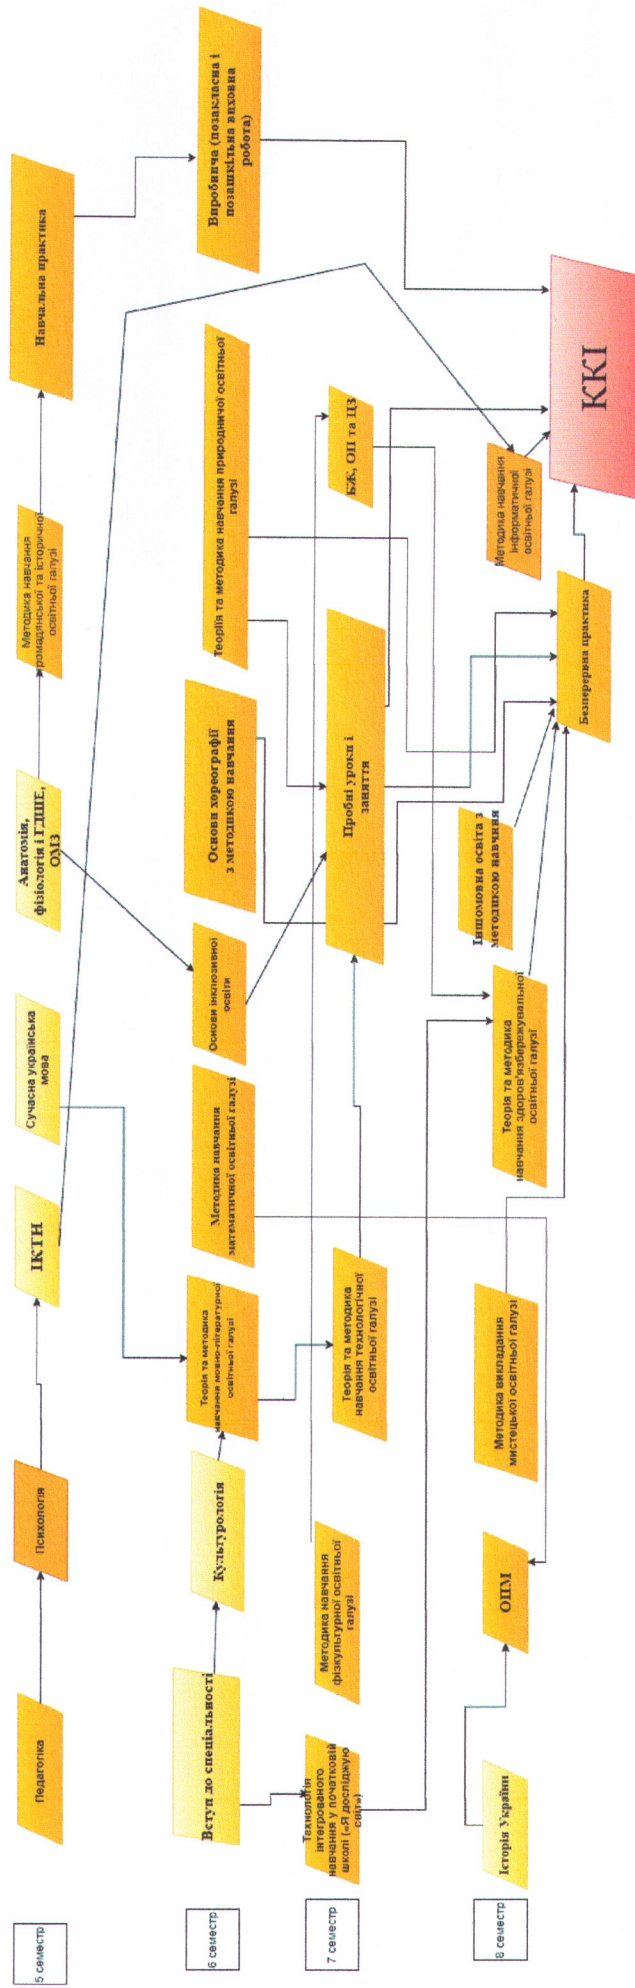 5 семестр
Педагогіка
Психологія
ІКТН
Сучасна українська
мова
Анатомія,
фізіологія і ГДШЕ,
ОМЗ
Методика навчання
громадянської та історичної
освітньої галузі
Навчальна практика
6 семестр
Вступ до спеціальності
Культурологія
Теорія та методика
навчання мовно-літературної
освітньої галузі
Методика навчання
математичної освітньої галузі
Основи інклюзивної
освіти
Основи хореографії
з методикою навчання
Теоріїя та методика навчання природничої освітньої
галузі
Виробнича (позакласна і
позашкільна виховна
робота)
7 семестр
Технологія
інтегрованого
навчання у початковій
школі («Я досліджую
світ»)
Методика навчання
фізкультурної освітньої
галузі
Теорія та методика
навчання технологічної
освітньої галузі
Пробні уроки і
заняття
БЖ, ОП та ЦЗ
8 семестр
Історія України
ОПМ
Методика викладання
мистецької освітньої галузі
Теорія та методика
навчання здоров'язбережувальної
освітньої галузі
Іншомовна освіта з
методикою навчння
Безперервна практика
Методика навчання
інформатичної
освітньої галузі
ККІ